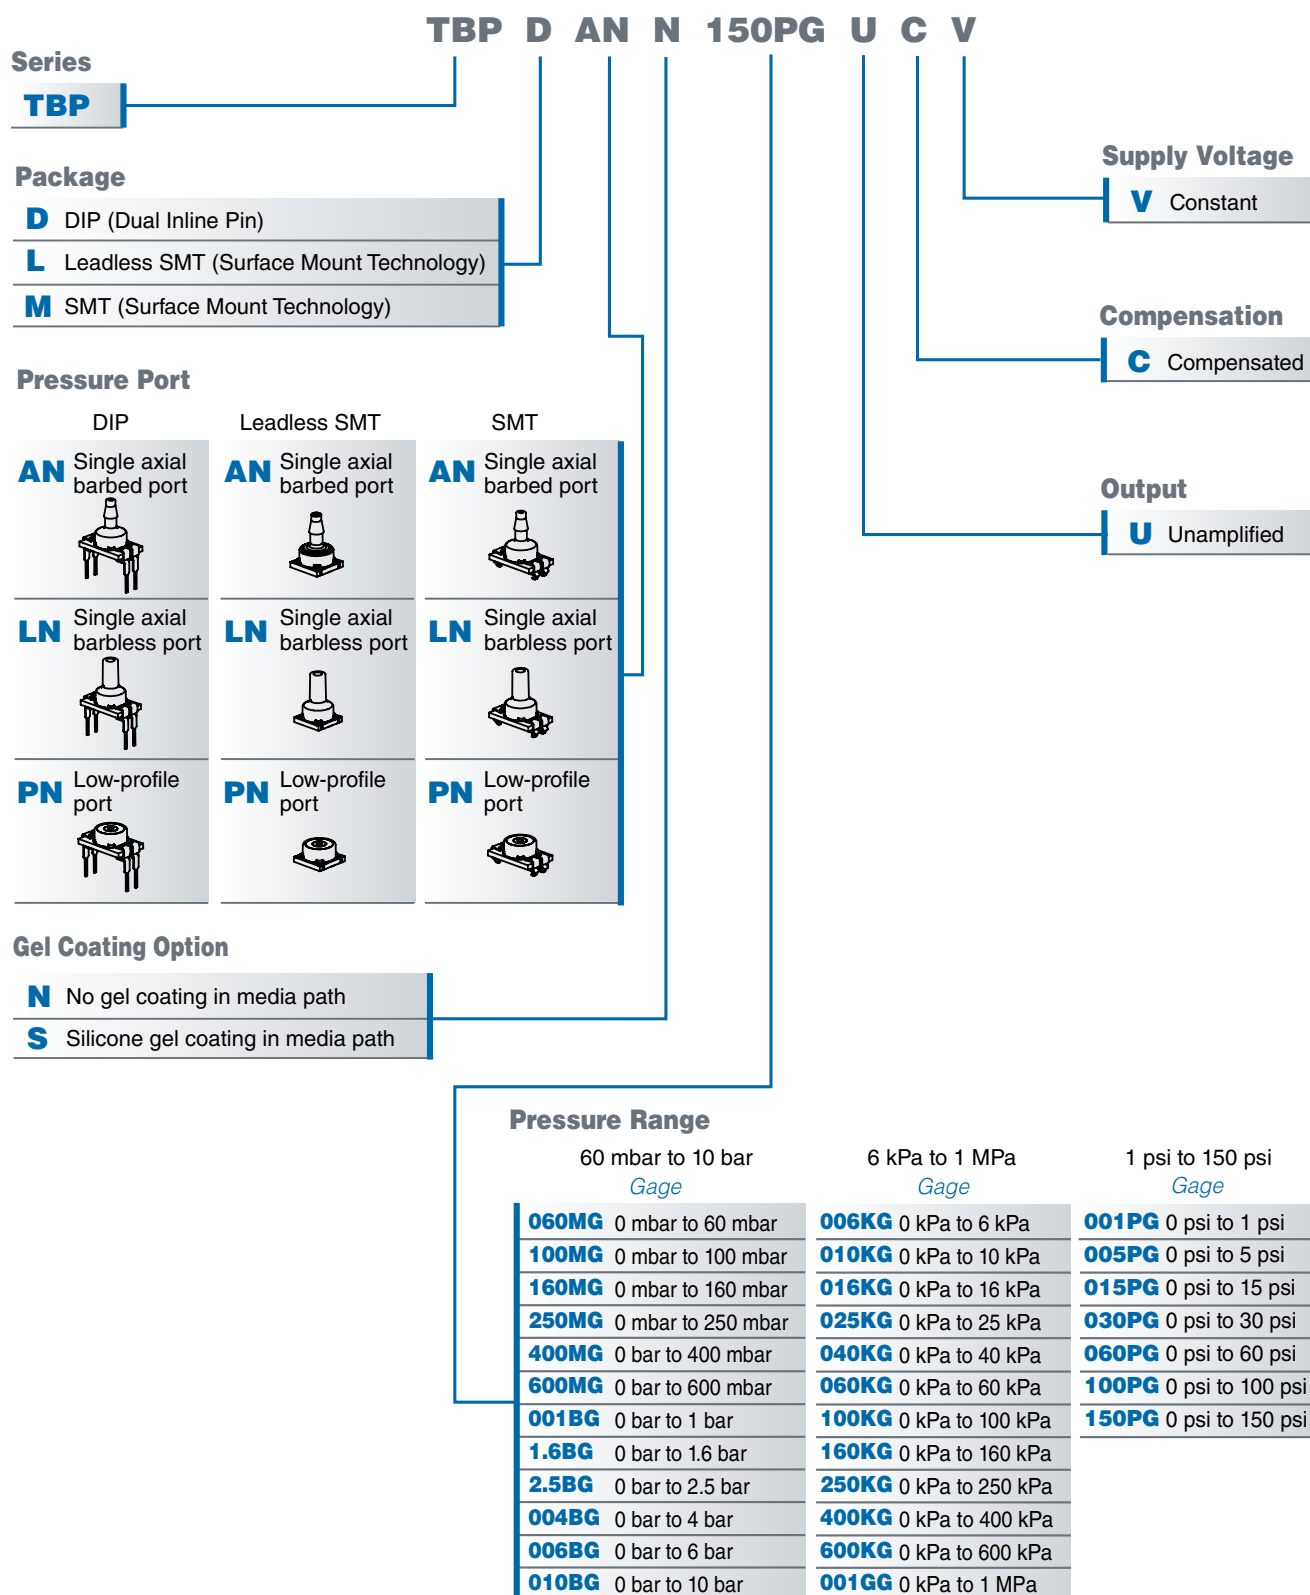 TBP D AN N 150PG U C V
Series
TBP
Package
D DIP (Dual Inline Pin)
L Leadless SMT (Surface Mount Technology)
M SMT (Surface Mount Technology)
Supply Voltage
V Constant
Compensation
C Compensated
Output
U Unamplified
Pressure Port
DIP Leadless SMT SMT
AN Single axial barbed port
AN Single axial barbed port
AN Single axial barbed port
LN Single axial barbless port
LN Single axial barbless port
LN Single axial barbless port
PN Low-profile port
PN Low-profile port
PN Low-profile port
Gel Coating Option
N No gel coating in media path
S Silicone gel coating in media path
Pressure Range
60 mbar to 10 bar 6 kPa to 1 MPa 1 psi to 150 psi
Gage Gage Gage
060MG 0 mbar to 60 mbar 006KG 0 kPa to 6 kPa 001PG 0 psi to 1 psi
100MG 0 mbar to 100 mbar 010KG 0 kPa to 10 kPa 005PG 0 psi to 5 psi
160MG 0 mbar to 160 mbar 016KG 0 kPa to 16 kPa 015PG 0 psi to 15 psi
250MG 0 mbar to 250 mbar 025KG 0 kPa to 25 kPa 030PG 0 psi to 30 psi
400MG 0 bar to 400 mbar 040KG 0 kPa to 40 kPa 060PG 0 psi to 60 psi
600MG 0 bar to 600 mbar 060KG 0 kPa to 60 kPa 100PG 0 psi to 100 psi
001BG 0 bar to 1 bar 100KG 0 kPa to 100 kPa 150PG 0 psi to 150 psi
1.6BG 0 bar to 1.6 bar 160KG 0 kPa to 160 kPa
2.5BG 0 bar to 2.5 bar 250KG 0 kPa to 250 kPa
004BG 0 bar to 4 bar 400KG 0 kPa to 400 kPa
006BG 0 bar to 6 bar 600KG 0 kPa to 600 kPa
010BG 0 bar to 10 bar 001GG 0 kPa to 1 MPa